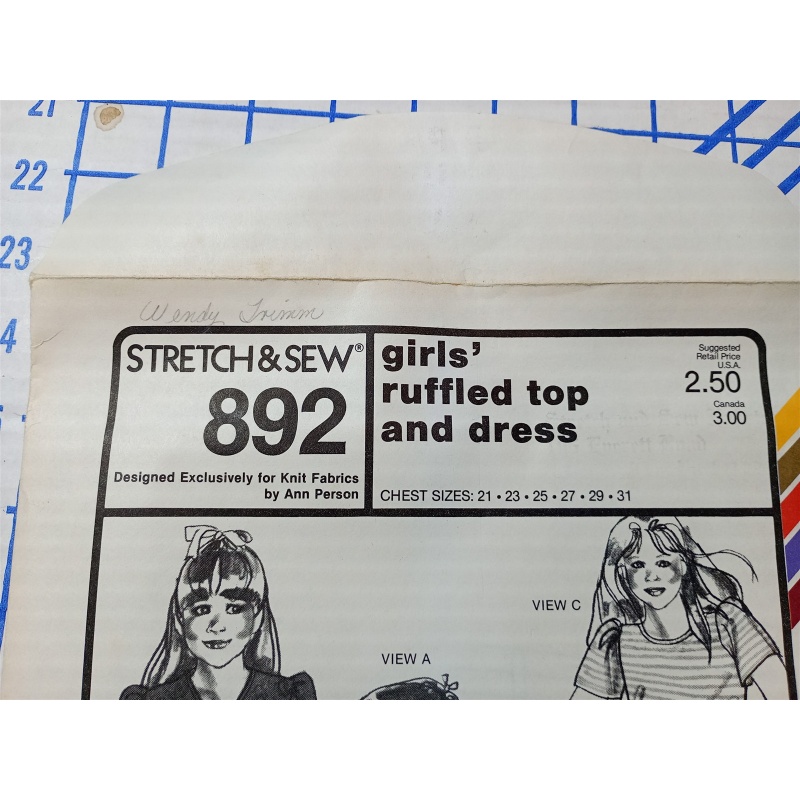 21
22
23
4
Wendy Trimm
STRETCH & SEW®
892
Designed Exclusively for Knit Fabrics
by Ann Person
girls’
ruffled top
and dress
Suggested
Retail Price
U.S.A.
2.50
Canada
3.00
CHEST SIZES: 21 • 23 • 25 • 27 • 29 • 31
VIEW C
VIEW A